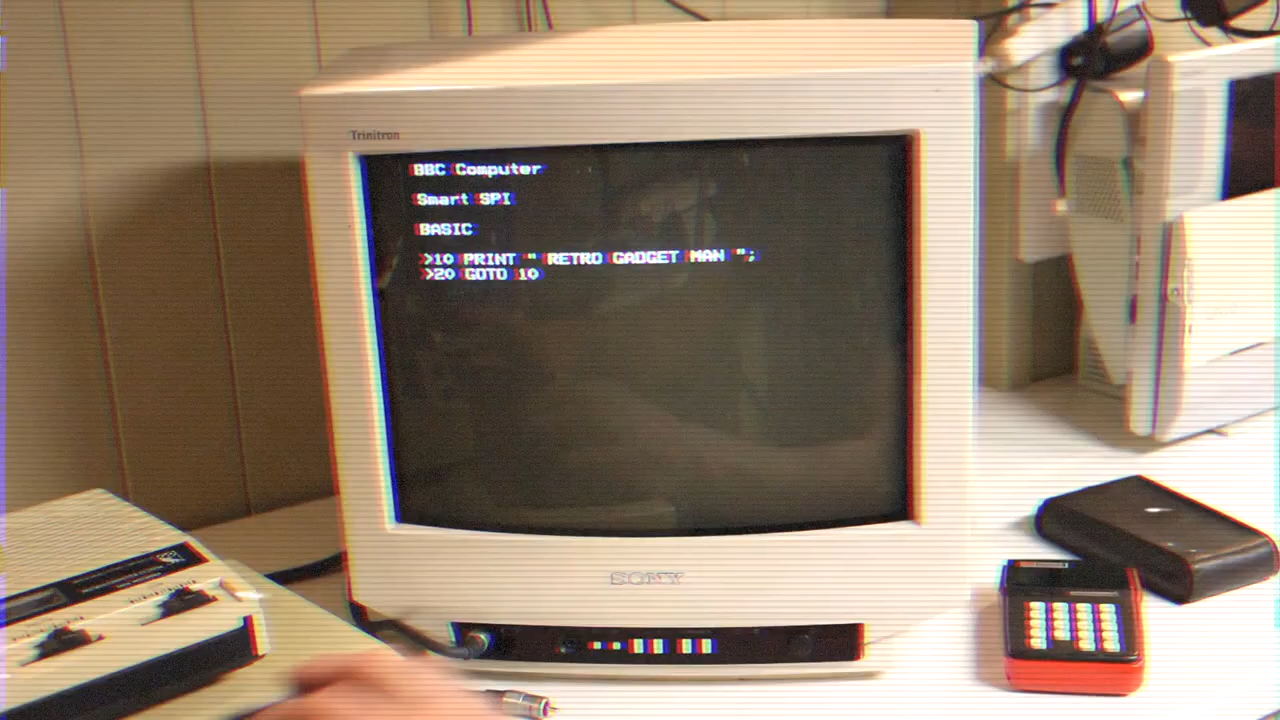 Trinitron
BBC Computer
Smart SPI
BASIC
>10 PRINT " RETRO GADGET MAN ";
>20 GOTO 10
SONY